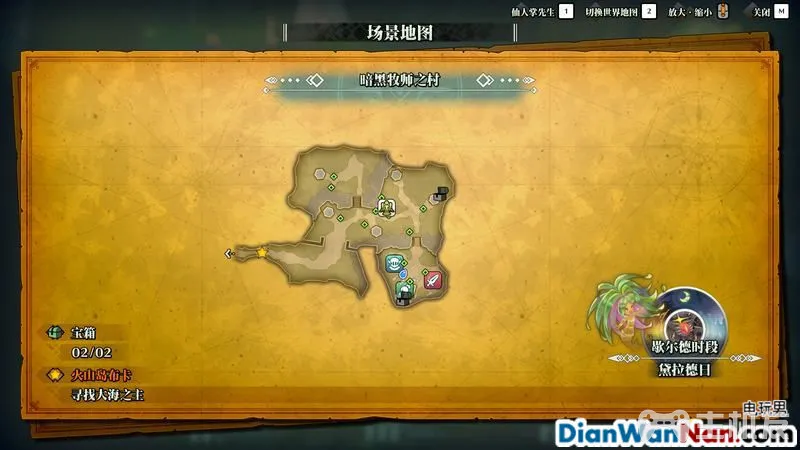 仙人掌先生 1 切换世界地图 2 放大·缩小 关闭 M
场景地图
暗黑牧师之村
宝箱
02/02
火山岛布卡
寻找大海之主
歇尔德时段
黛拉德日
电玩男
DianWanNan.com